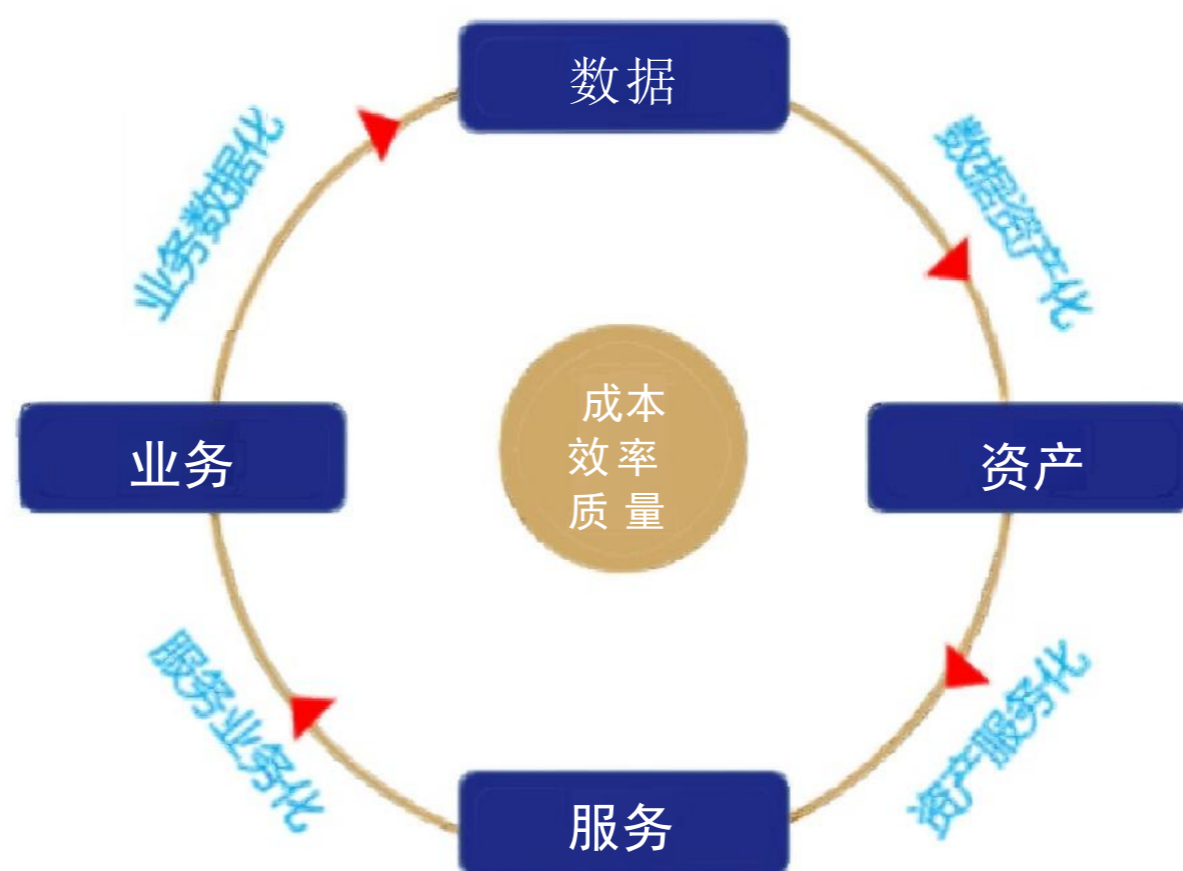 数据
业务数据化
数据资产化
成本
效率
质量
业务
资产
服务业务化
资产服务化
服务